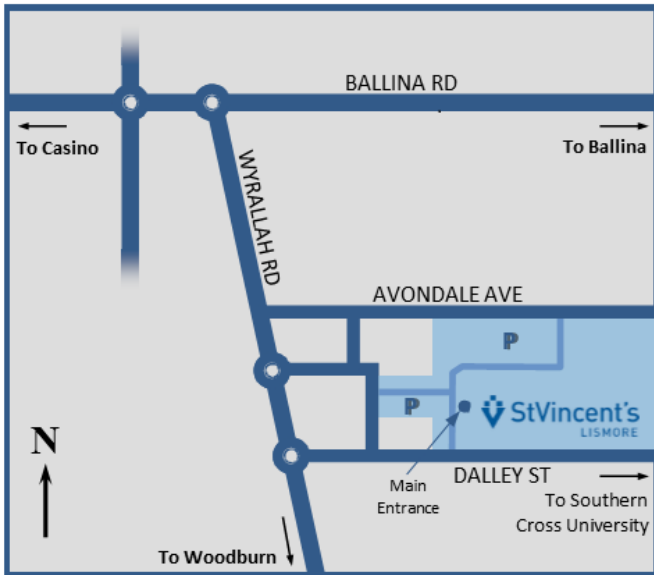 BALLINA RD
To Casino
To Ballina
WYRALLAH RD
AVONDALE AVE
P
P
StVincent's
LISMORE
N
DALLEY ST
Main
Entrance
To Southern
Cross University
To Woodburn